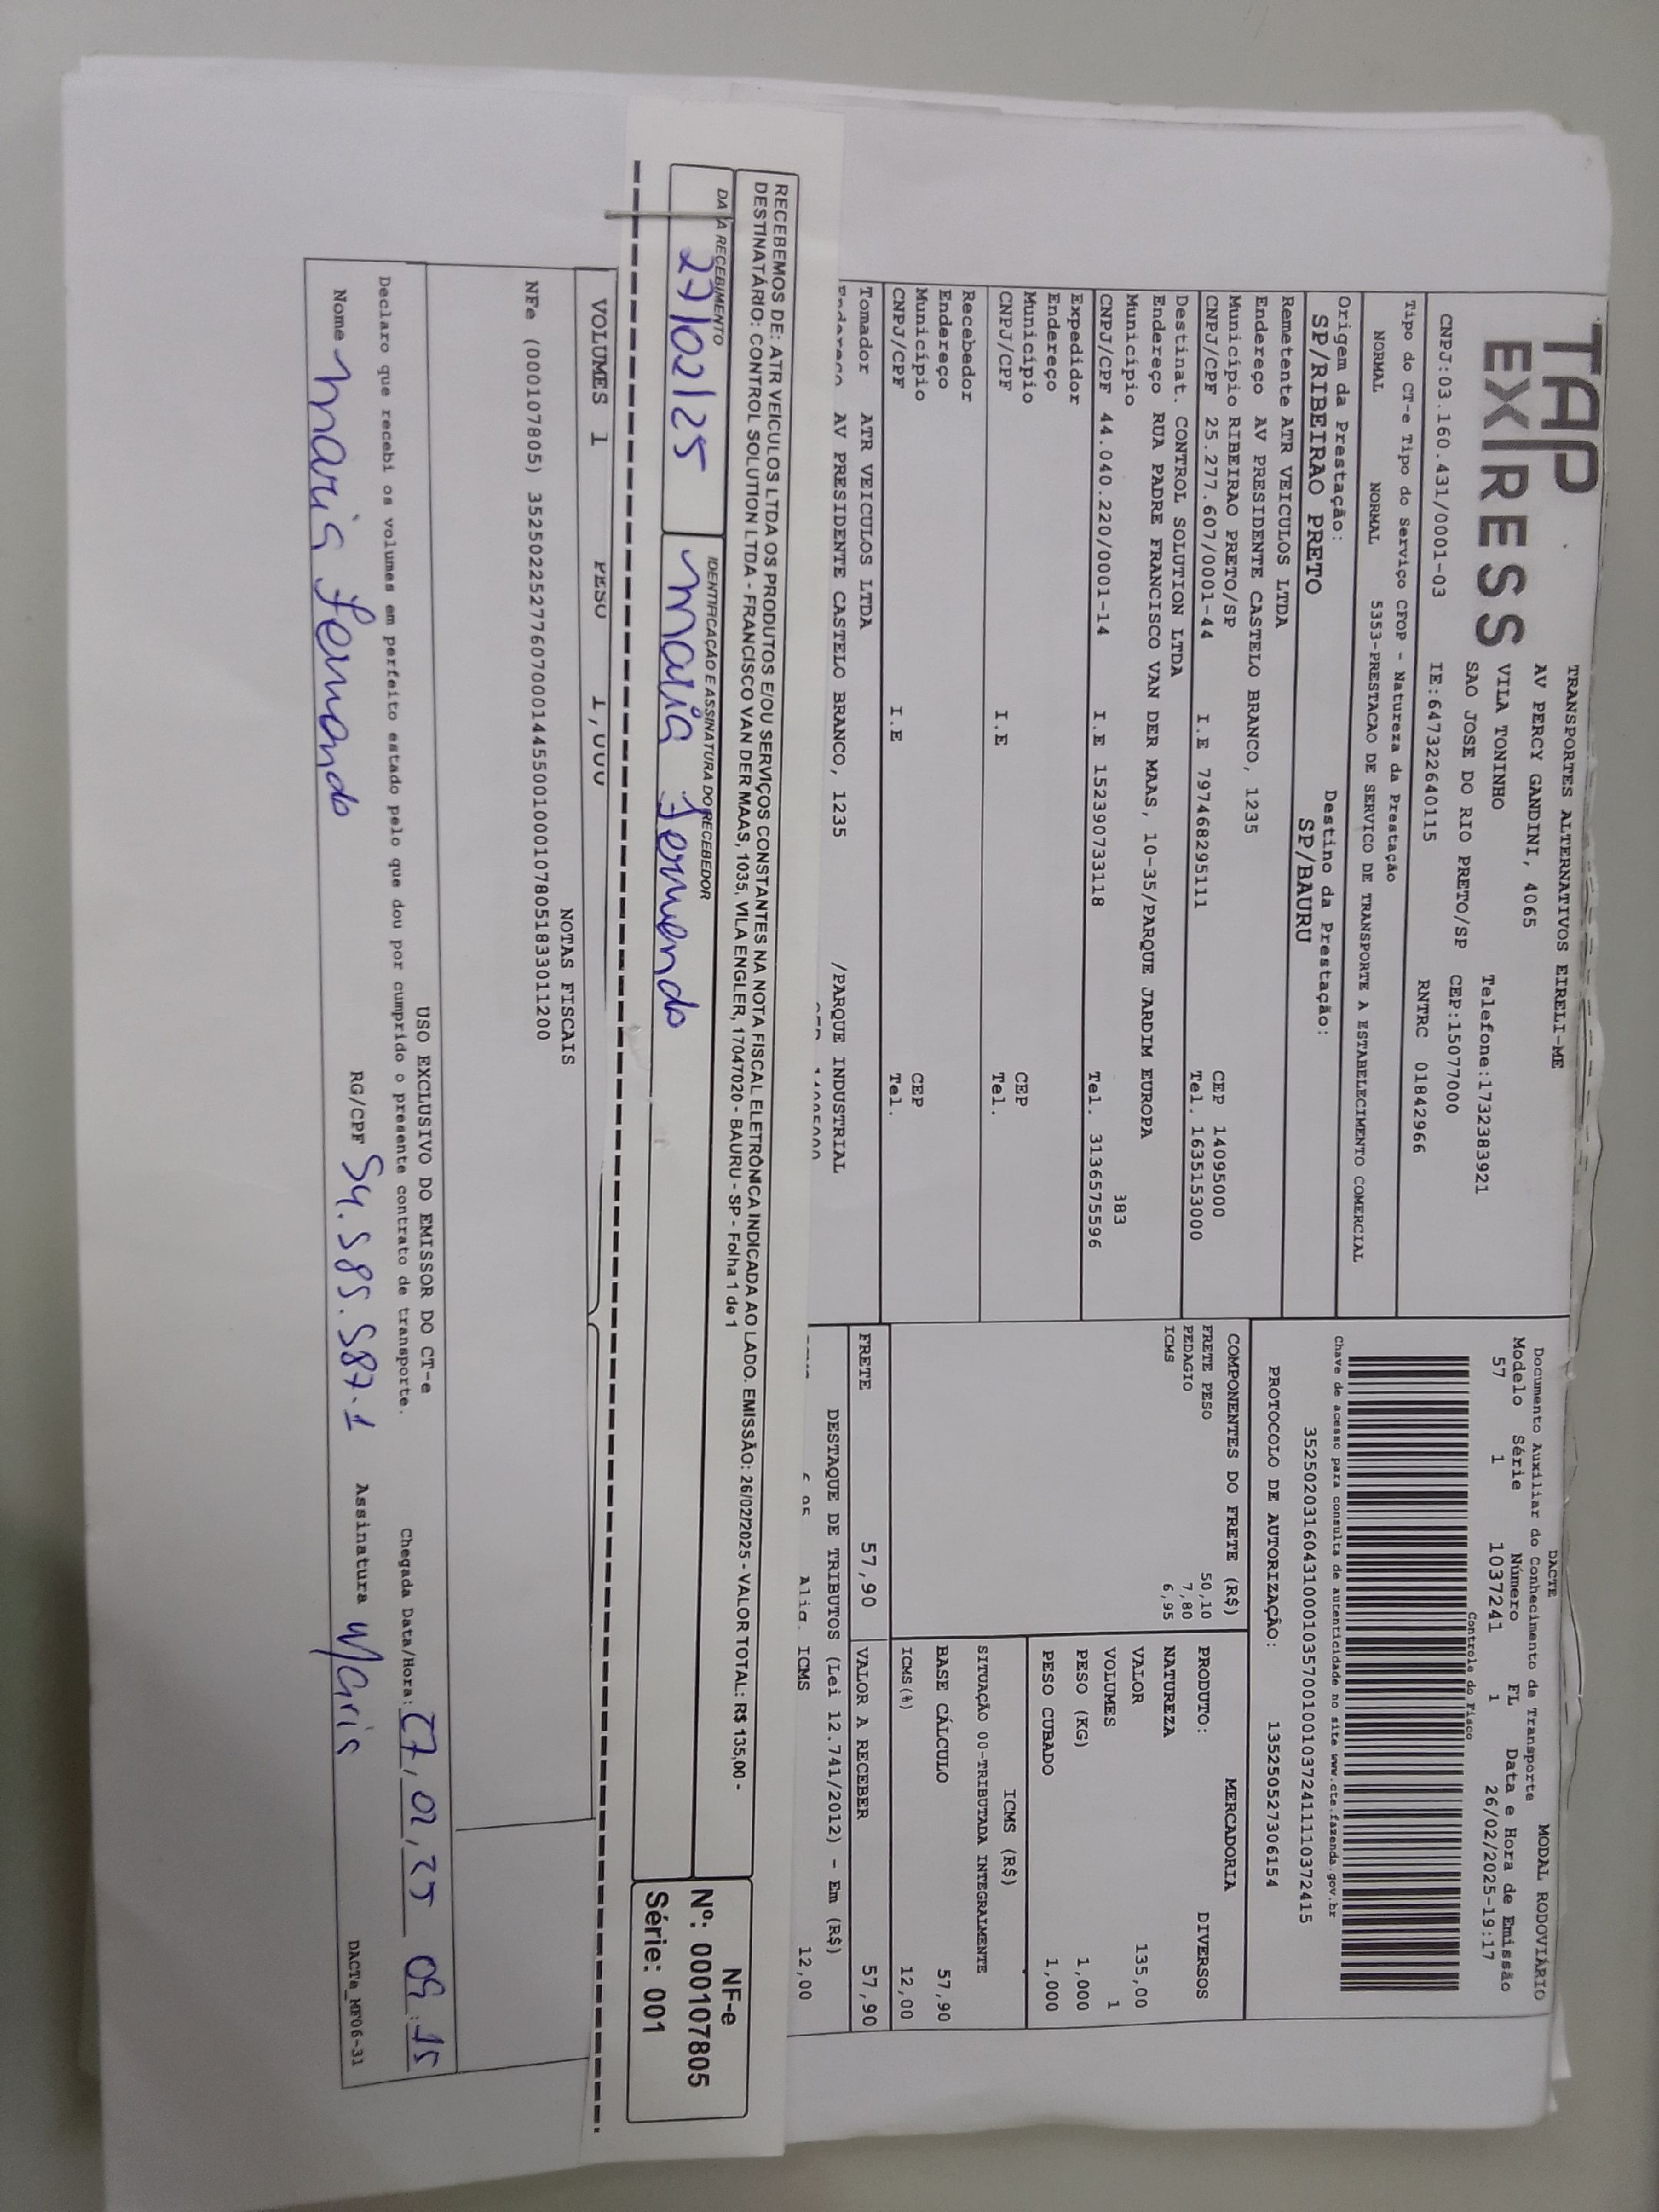 TAP
EXPRESS
TRANSPORTES ALTERNATIVOS EIRELI-ME
AV PERCY GANDINI, 4065
VILA TONINHO Telefone:1732383921
SAO JOSE DO RIO PRETO/SP CEP:15077000
CNPJ:03.160.431/0001-03 IE:647322640115 RNTRC 01842966
Tipo do CT-e Tipo do Serviço CFOP - Natureza da Prestação
NORMAL NORMAL 5353-PRESTACAO DE SERVICO DE TRANSPORTE A ESTABELECIMENTO COMERCIAL
Origem da Prestação: Destino da Prestação:
SP/RIBEIRAO PRETO SP/BAURU
Remetente ATR VEICULOS LTDA
Endereço AV PRESIDENTE CASTELO BRANCO, 1235
Município RIBEIRAO PRETO/SP CEP 14095000
CNPJ/CPF 25.277.607/0001-44 I.E 797468295111 Tel. 1635153000
Destinat. CONTROL SOLUTION LTDA
Endereço RUA PADRE FRANCISCO VAN DER MAAS, 10-35/PARQUE JARDIM EUROPA
Município 383
CNPJ/CPF 44.040.220/0001-14 I.E 152390733118 Tel. 3136575596
Expedidor
Endereço
Município CEP
CNPJ/CPF I.E Tel.
Recebedor
Endereço
Município CEP
CNPJ/CPF I.E Tel.
Tomador ATR VEICULOS LTDA
Endereço AV PRESIDENTE CASTELO BRANCO, 1235 /PARQUE INDUSTRIAL
DACTE MODAL RODOVIÁRIO
Documento Auxiliar do Conhecimento de Transporte
Modelo Série Número FL Data e Hora de Emissão
57 1 1037241 1 26/02/2025-19:17
Controle do Fisco
Chave de acesso para consulta de autenticidade no site www.cte.fazenda.gov.br
35250203160431000103570010010372411110372415
PROTOCOLO DE AUTORIZAÇÃO: 135250527306154
COMPONENTES DO FRETE (R$)
FRETE PESO 50,10
PEDAGIO 7,80
ICMS 6,95
MERCADORIA
PRODUTO: DIVERSOS
NATUREZA
VALOR 135,00
VOLUMES 1
PESO (KG) 1,000
PESO CUBADO 1,000
ICMS (R$)
SITUAÇÃO 00-TRIBUTADA INTEGRALMENTE
BASE CÁLCULO 57,90
ICMS(%) 12,00
FRETE 57,90 VALOR A RECEBER 57,90
DESTAQUE DE TRIBUTOS (Lei 12.741/2012) - Em (R$)
Aliq. ICMS 12,00
RECEBEMOS DE: ATR VEICULOS LTDA OS PRODUTOS E/OU SERVIÇOS CONSTANTES NA NOTA FISCAL ELETRÔNICA INDICADA AO LADO. EMISSÃO: 26/02/2025 - VALOR TOTAL: R$ 135,00 -
DESTINATÁRIO: CONTROL SOLUTION LTDA - FRANCISCO VAN DER MAAS, 1035, VILA ENGLER, 17047020 - BAURU - SP - Folha 1 de 1
DATA RECEBIMENTO IDENTIFICAÇÃO E ASSINATURA DO RECEBEDOR
27/02/25 Maria Fernanda
NF-e
Nº: 000107805
Série: 001
VOLUMES 1 PESO 1,000
NOTAS FISCAIS
NFe (000107805) 35250225277607000144550010001078051833011200
USO EXCLUSIVO DO EMISSOR DO CT-e
Declaro que recebi os volumes em perfeito estado pelo que dou por cumprido o presente contrato de transporte. Chegada Data/Hora: 27,02,25 09:15
Nome Maria Fernanda RG/CPF 54.585.587-1 Assinatura Maria
DACTe_MF06-31